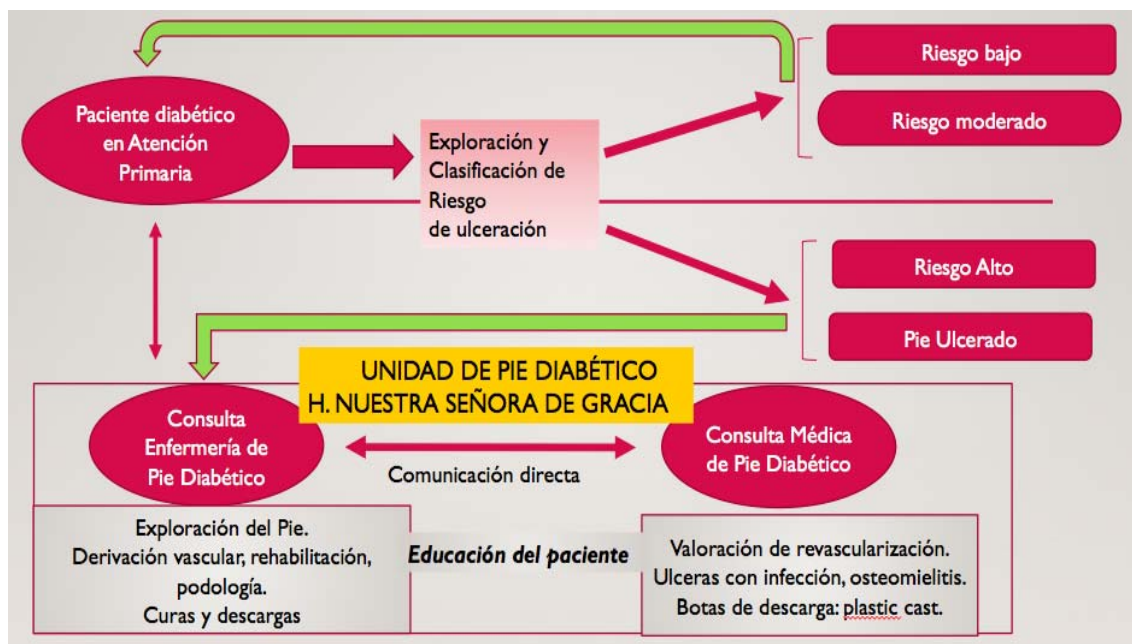 Paciente diabético
en Atención
Primaria
Exploración y
Clasificación de
Riesgo
de ulceración
Riesgo bajo
Riesgo moderado
Riesgo Alto
Pie Ulcerado
UNIDAD DE PIE DIABÉTICO
H. NUESTRA SEÑORA DE GRACIA
Consulta
Enfermería de
Pie Diabético
Comunicación directa
Consulta Médica
de Pie Diabético
Exploración del Pie.
Derivación vascular, rehabilitación,
podología.
Curas y descargas
Educación del paciente
Valoración de revascularización.
Ulceras con infección, osteomielitis.
Botas de descarga: plastic cast.